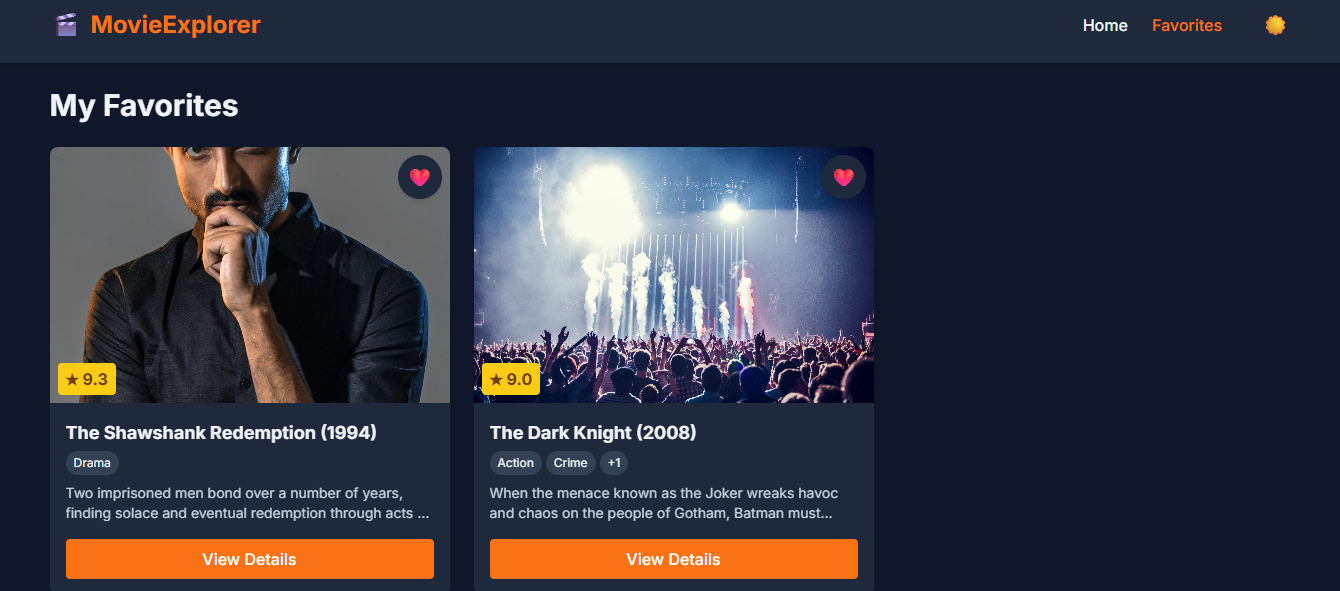 MovieExplorer
Home
Favorites
My Favorites
★ 9.3
The Shawshank Redemption (1994)
Drama
Two imprisoned men bond over a number of years,
finding solace and eventual redemption through acts ...
View Details
★ 9.0
The Dark Knight (2008)
Action
Crime
+1
When the menace known as the Joker wreaks havoc
and chaos on the people of Gotham, Batman must...
View Details